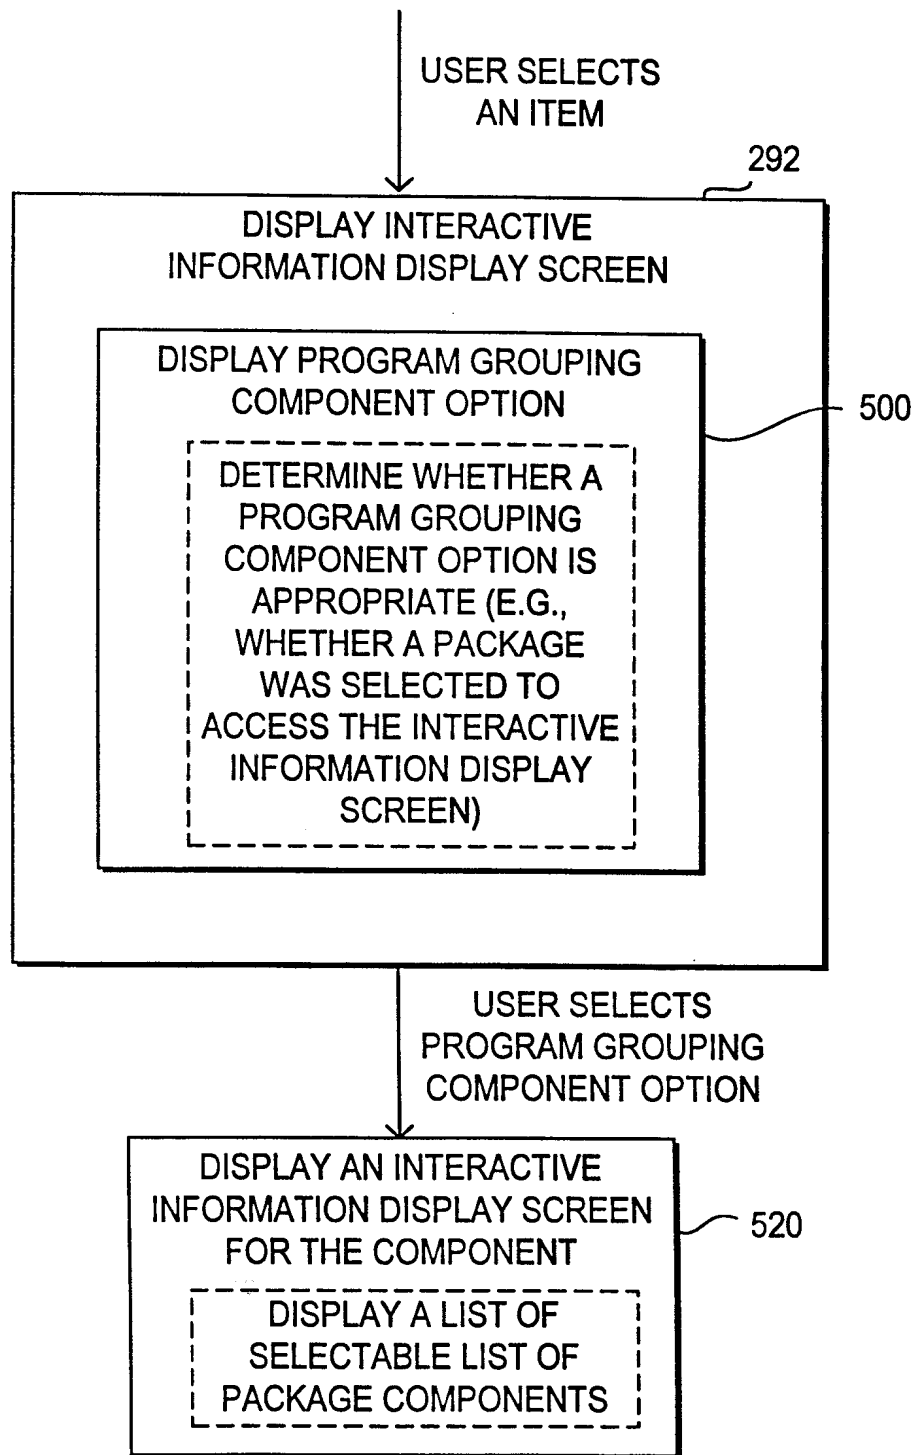 USER SELECTS
AN ITEM
292
DISPLAY INTERACTIVE
INFORMATION DISPLAY SCREEN
DISPLAY PROGRAM GROUPING
COMPONENT OPTION
500
DETERMINE WHETHER A
PROGRAM GROUPING
COMPONENT OPTION IS
APPROPRIATE (E.G.,
WHETHER A PACKAGE
WAS SELECTED TO
ACCESS THE INTERACTIVE
INFORMATION DISPLAY
SCREEN)
USER SELECTS
PROGRAM GROUPING
COMPONENT OPTION
DISPLAY AN INTERACTIVE
INFORMATION DISPLAY SCREEN
FOR THE COMPONENT
520
DISPLAY A LIST OF
SELECTABLE LIST OF
PACKAGE COMPONENTS